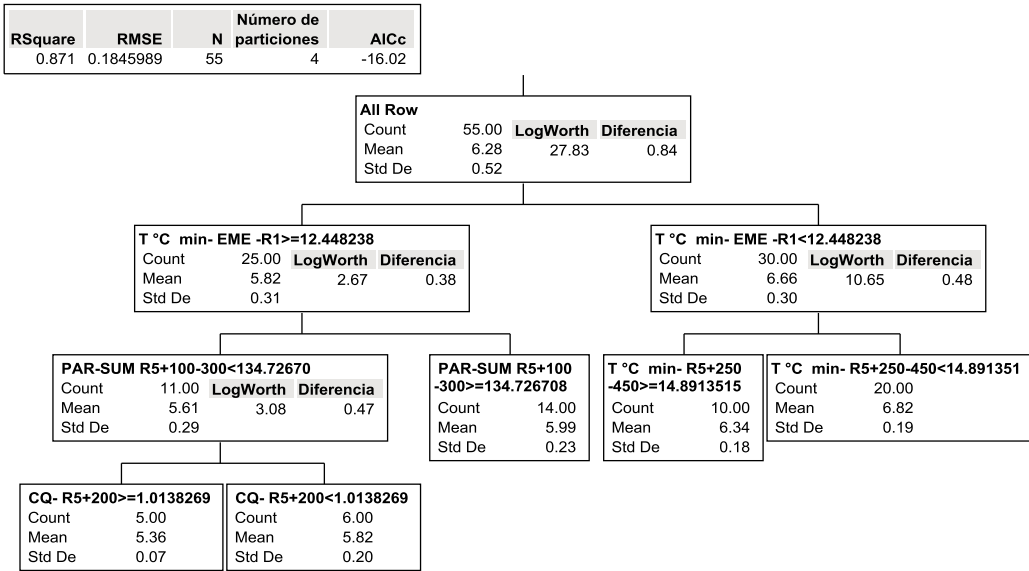 Número de
RSquare RMSE N particiones AICc
0.871 0.1845989 55 4 -16.02
All Row
Count 55.00 LogWorth Diferencia
Mean 6.28 27.83 0.84
Std De 0.52
T °C min- EME -R1>=12.448238
Count 25.00 LogWorth Diferencia
Mean 5.82 2.67 0.38
Std De 0.31
T °C min- EME -R1<12.448238
Count 30.00 LogWorth Diferencia
Mean 6.66 10.65 0.48
Std De 0.30
PAR-SUM R5+100-300<134.72670
Count 11.00 LogWorth Diferencia
Mean 5.61 3.08 0.47
Std De 0.29
PAR-SUM R5+100
-300>=134.726708
Count 14.00
Mean 5.99
Std De 0.23
T °C min- R5+250
-450>=14.8913515
Count 10.00
Mean 6.34
Std De 0.18
T °C min- R5+250-450<14.891351
Count 20.00
Mean 6.82
Std De 0.19
CQ- R5+200>=1.0138269
Count 5.00
Mean 5.36
Std De 0.07
CQ- R5+200<1.0138269
Count 6.00
Mean 5.82
Std De 0.20